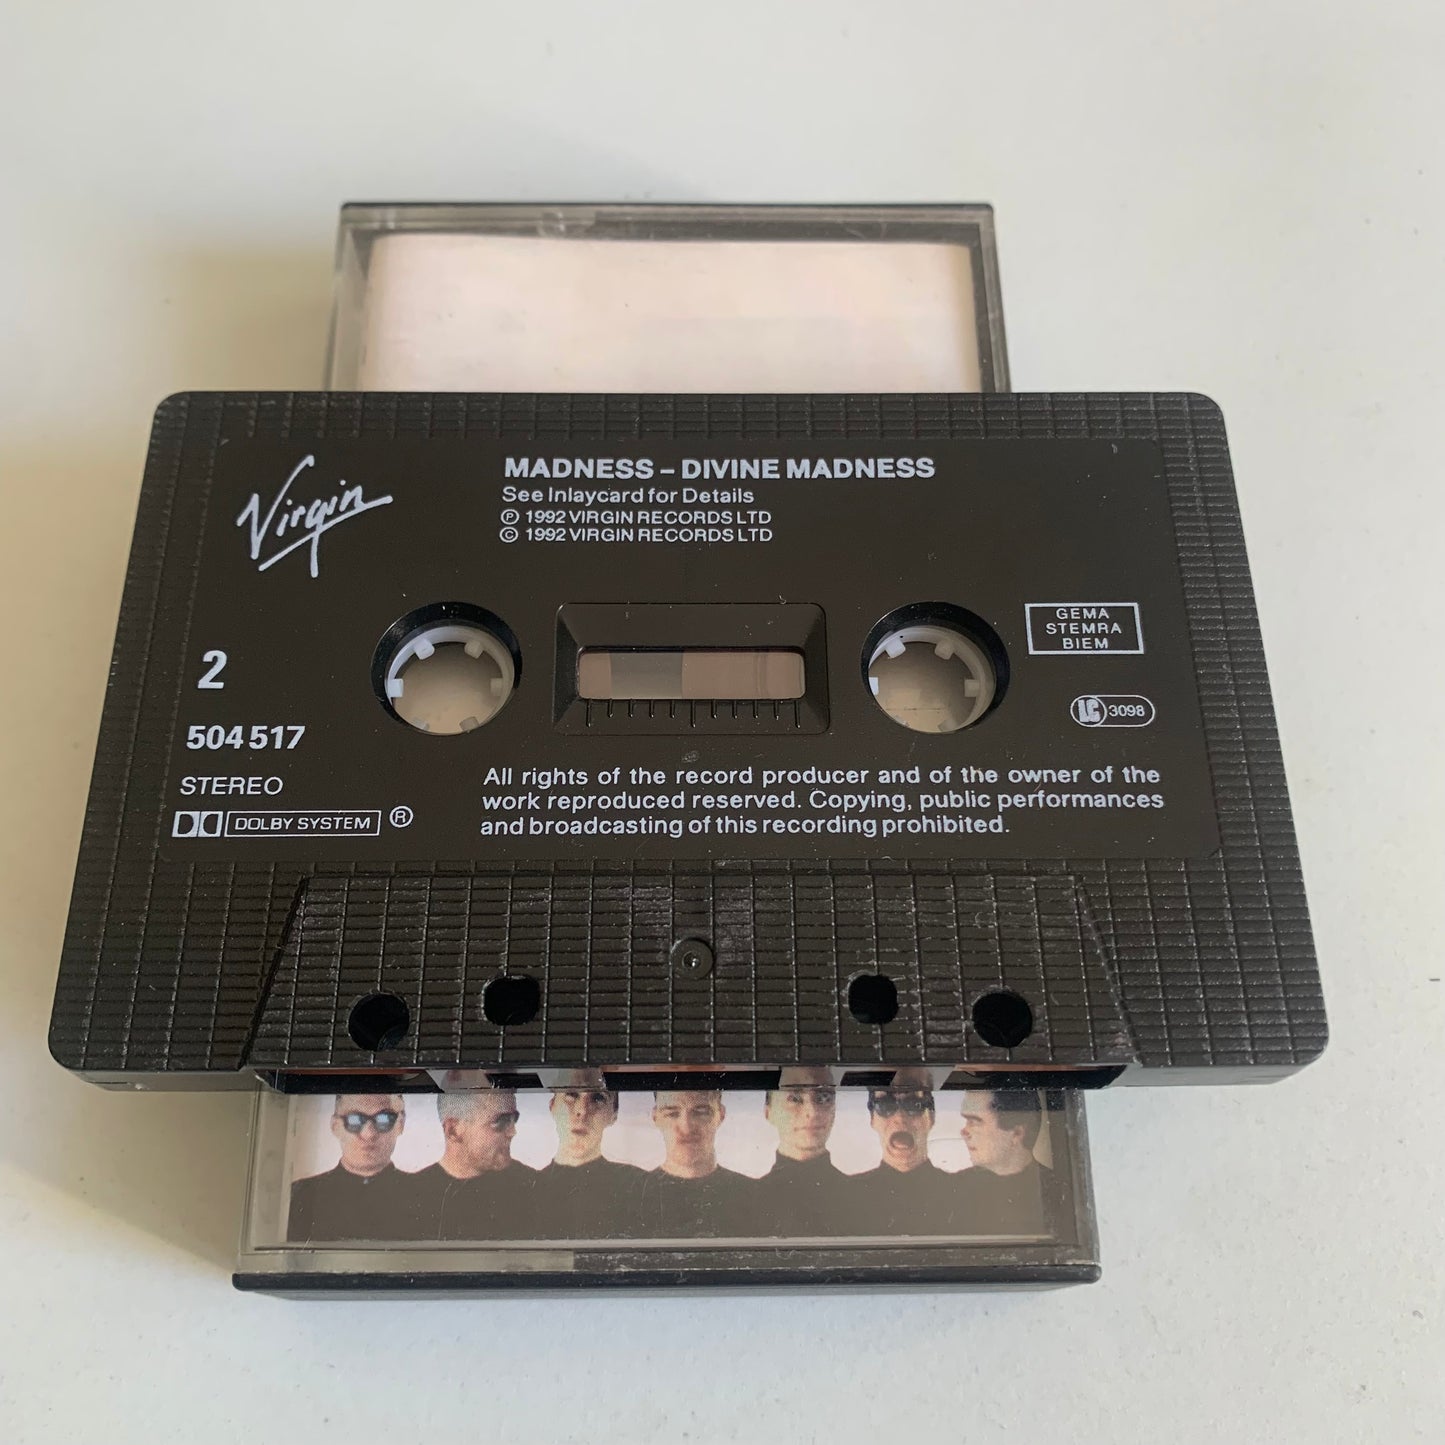 Virgin
MADNESS – DIVINE MADNESS
See Inlaycard for Details
Ⓟ 1992 VIRGIN RECORDS LTD
© 1992 VIRGIN RECORDS LTD
GEMA
STEMRA
BIEM
2
504 517
LC 3098
STEREO
DOLBY SYSTEM ®
All rights of the record producer and of the owner of the
work reproduced reserved. Copying, public performances
and broadcasting of this recording prohibited.